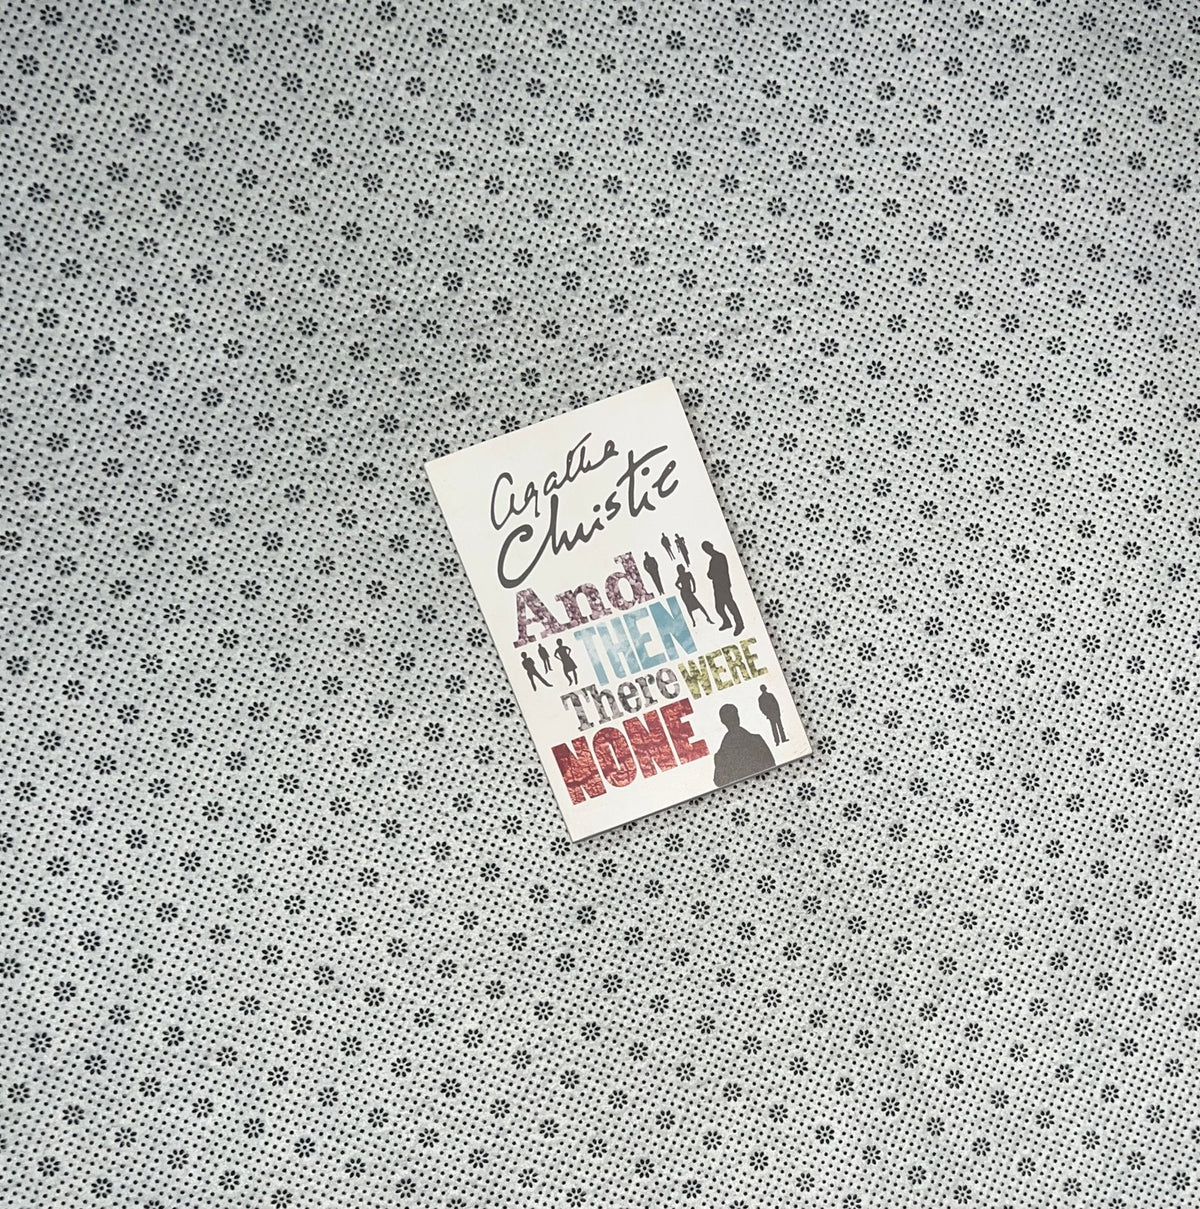 Agatha
Christie
And
THEN
There WERE
NONE